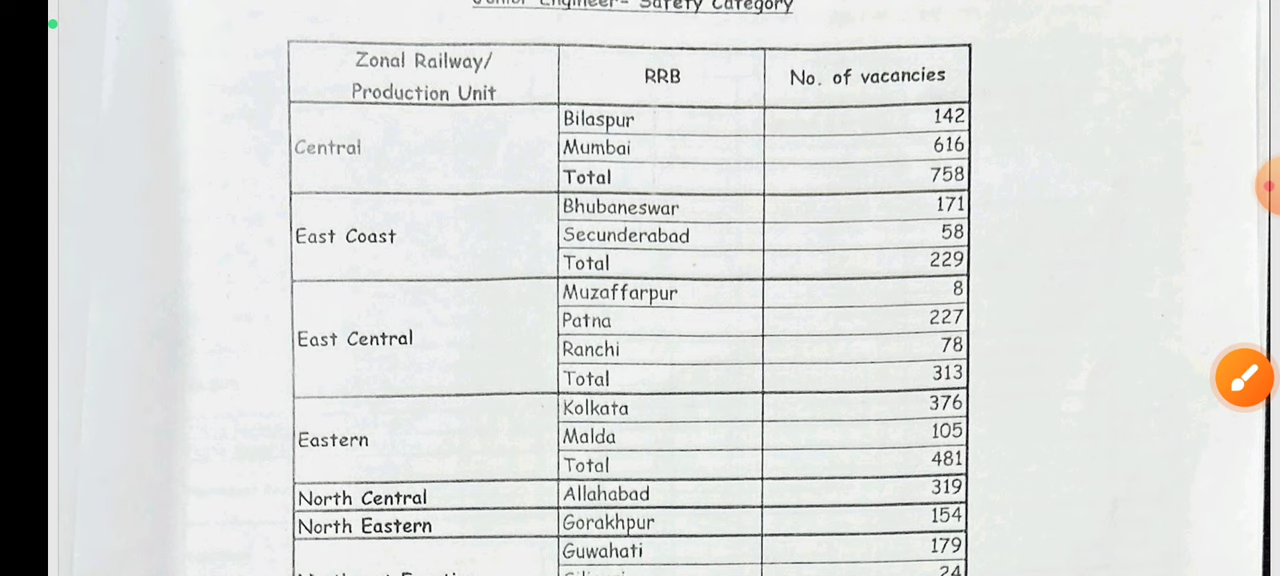 Junior Engineer- Safety Category
Zonal Railway/
Production Unit
RRB
No. of vacancies
Central
Bilaspur 142
Mumbai 616
Total 758
East Coast
Bhubaneswar 171
Secunderabad 58
Total 229
East Central
Muzaffarpur 8
Patna 227
Ranchi 78
Total 313
Eastern
Kolkata 376
Malda 105
Total 481
North Central Allahabad 319
North Eastern Gorakhpur 154
Guwahati 179
24